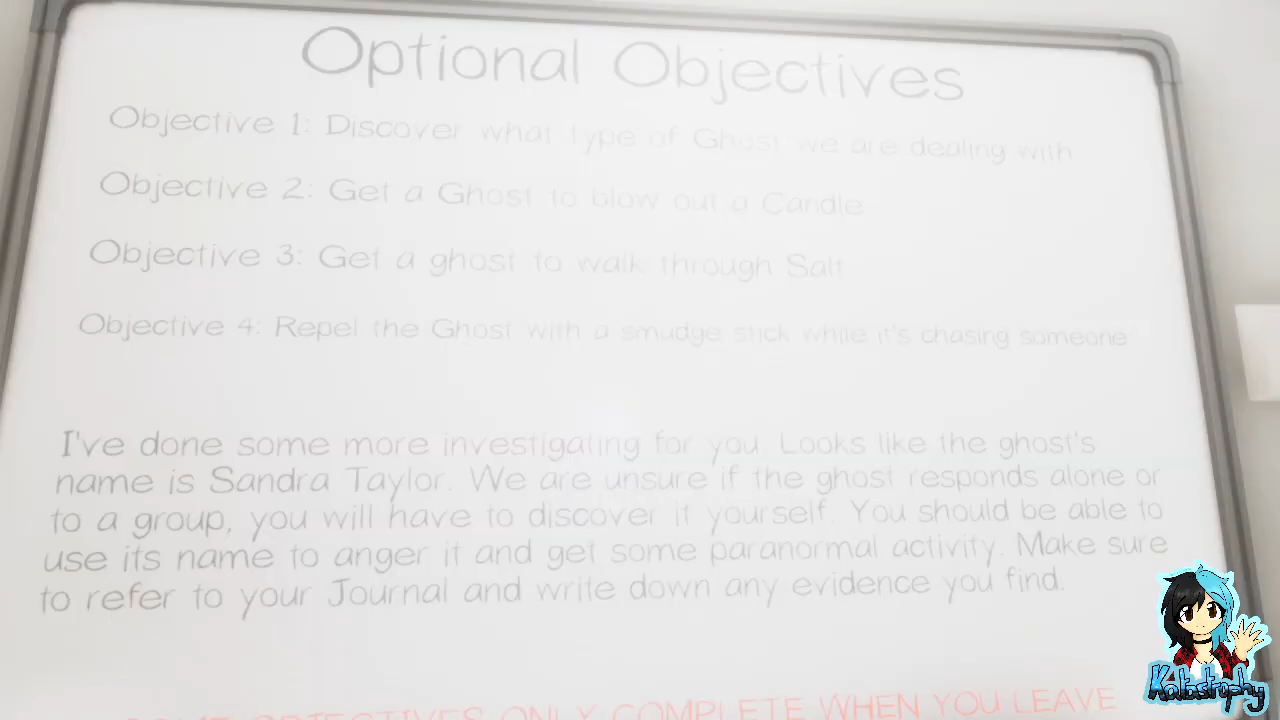 Optional Objectives
Objective 1: Discover what type of Ghost we are dealing with
Objective 2: Get a Ghost to blow out a Candle
Objective 3: Get a ghost to walk through Salt
Objective 4: Repel the Ghost with a smudge stick while it's chasing someone
I've done some more investigating for you. Looks like the ghost's
name is Sandra Taylor. We are unsure if the ghost responds alone or
to a group, you will have to discover it yourself. You should be able to
use its name to anger it and get some paranormal activity. Make sure
to refer to your Journal and write down any evidence you find.
OBJECTIVES ONLY COMPLETE WHEN YOU LEAVE
Katastrophy